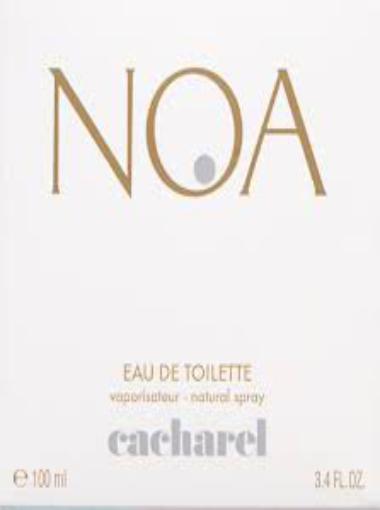 NOA
EAU DE TOILETTE
vaporisateur - natural spray
cacharel
℮ 100 ml 3.4 FL.OZ.